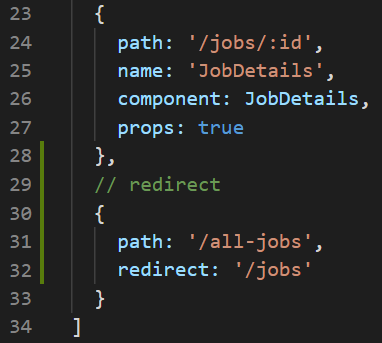 23 {
24 path: '/jobs/:id',
25 name: 'JobDetails',
26 component: JobDetails,
27 props: true
28 },
29 // redirect
30 {
31 path: '/all-jobs',
32 redirect: '/jobs'
33 }
34 ]